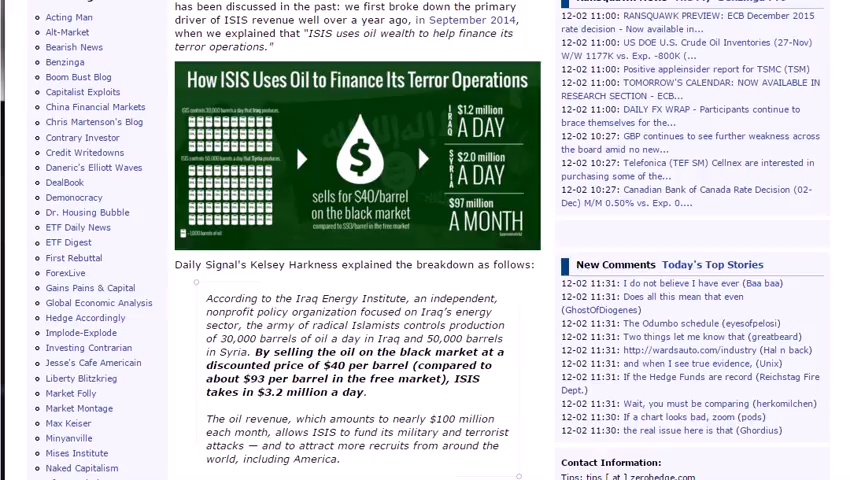 Acting Man
Alt-Market
Bearish News
Benzinga
Boom Bust Blog
Capitalist Exploits
China Financial Markets
Chris Martenson's Blog
Contrary Investor
Credit Writedowns
Daneric's Elliott Waves
DealBook
Demonocracy
Dr. Housing Bubble
ETF Daily News
ETF Digest
First Rebuttal
ForexLive
Gains Pains & Capital
Global Economic Analysis
Hedge Accordingly
Implode-Explode
Investing Contrarian
Jesse's Cafe Americain
Liberty Blitzkrieg
Market Folly
Market Montage
Max Keiser
Minyanville
Mises Institute
Naked Capitalism
has been discussed in the past: we first broke down the primary
driver of ISIS revenue well over a year ago, in September 2014,
when we explained that "ISIS uses oil wealth to help finance its
terror operations."
How ISIS Uses Oil to Finance Its Terror Operations
ISIS controls 30,000 barrels a day that Iraq produces.
ISIS controls 50,000 barrels a day that Syria produces.
= 1,000 barrels of oil
$
sells for $40/barrel
on the black market
compared to $93/barrel in the free market
IRAQ
$1.2 million
A DAY
SYRIA
$2.0 million
A DAY
$97 million
A MONTH
Daily Signal's Kelsey Harkness explained the breakdown as follows:
According to the Iraq Energy Institute, an independent,
nonprofit policy organization focused on Iraq's energy
sector, the army of radical Islamists controls production
of 30,000 barrels of oil a day in Iraq and 50,000 barrels
in Syria. By selling the oil on the black market at a
discounted price of $40 per barrel (compared to
about $93 per barrel in the free market), ISIS
takes in $3.2 million a day.
The oil revenue, which amounts to nearly $100 million
each month, allows ISIS to fund its military and terrorist
attacks — and to attract more recruits from around the
world, including America.
12-02 11:00: RANSQUAWK PREVIEW: ECB December 2015
rate decision - Now available in...
12-02 11:00: US DOE U.S. Crude Oil Inventories (27-Nov)
W/W 1177K vs. Exp. -800K (...
12-02 11:00: Positive appleinsider report for TSMC (TSM)
12-02 11:00: TOMORROW'S CALENDAR: NOW AVAILABLE IN
RESEARCH SECTION - ECB...
12-02 11:00: DAILY FX WRAP - Participants continue to
brace themselves for the...
12-02 10:27: GBP continues to see further weakness across
the board amid no new...
12-02 10:27: Telefonica (TEF SM) Cellnex are interested in
purchasing some of the...
12-02 10:27: Canadian Bank of Canada Rate Decision (02-
Dec) M/M 0.50% vs. Exp. 0....
New Comments Today's Top Stories
12-02 11:31: I do not believe I have ever (Baa baa)
12-02 11:31: Does all this mean that even
(GhostOfDiogenes)
12-02 11:31: The Odumbo schedule (eyesofpelosi)
12-02 11:31: Two things let me know that (greatbeard)
12-02 11:31: http://wardsauto.com/industry (Hal n back)
12-02 11:31: and when I see true evidence, (Unix)
12-02 11:31: If the Hedge Funds are record (Reichstag Fire
Dept.)
12-02 11:31: Wait, you must be comparing (herkomilchen)
12-02 11:30: If a chart looks bad, zoom (pods)
12-02 11:30: the real issue here is that (Ghordius)
Contact Information:
Tips: tips [ at ] zerohedge.com